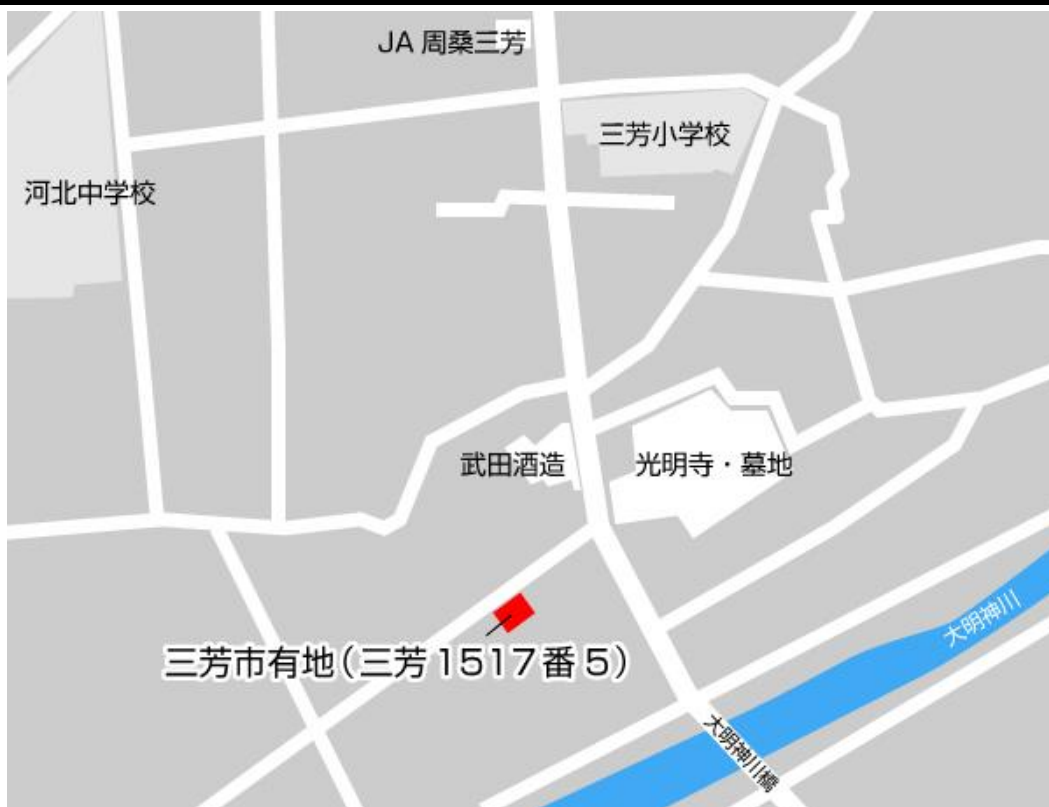 JA 周桑三芳
三芳小学校
河北中学校
武田酒造
光明寺・墓地
大明神川
三芳市有地(三芳1517番5)
大明神川橋